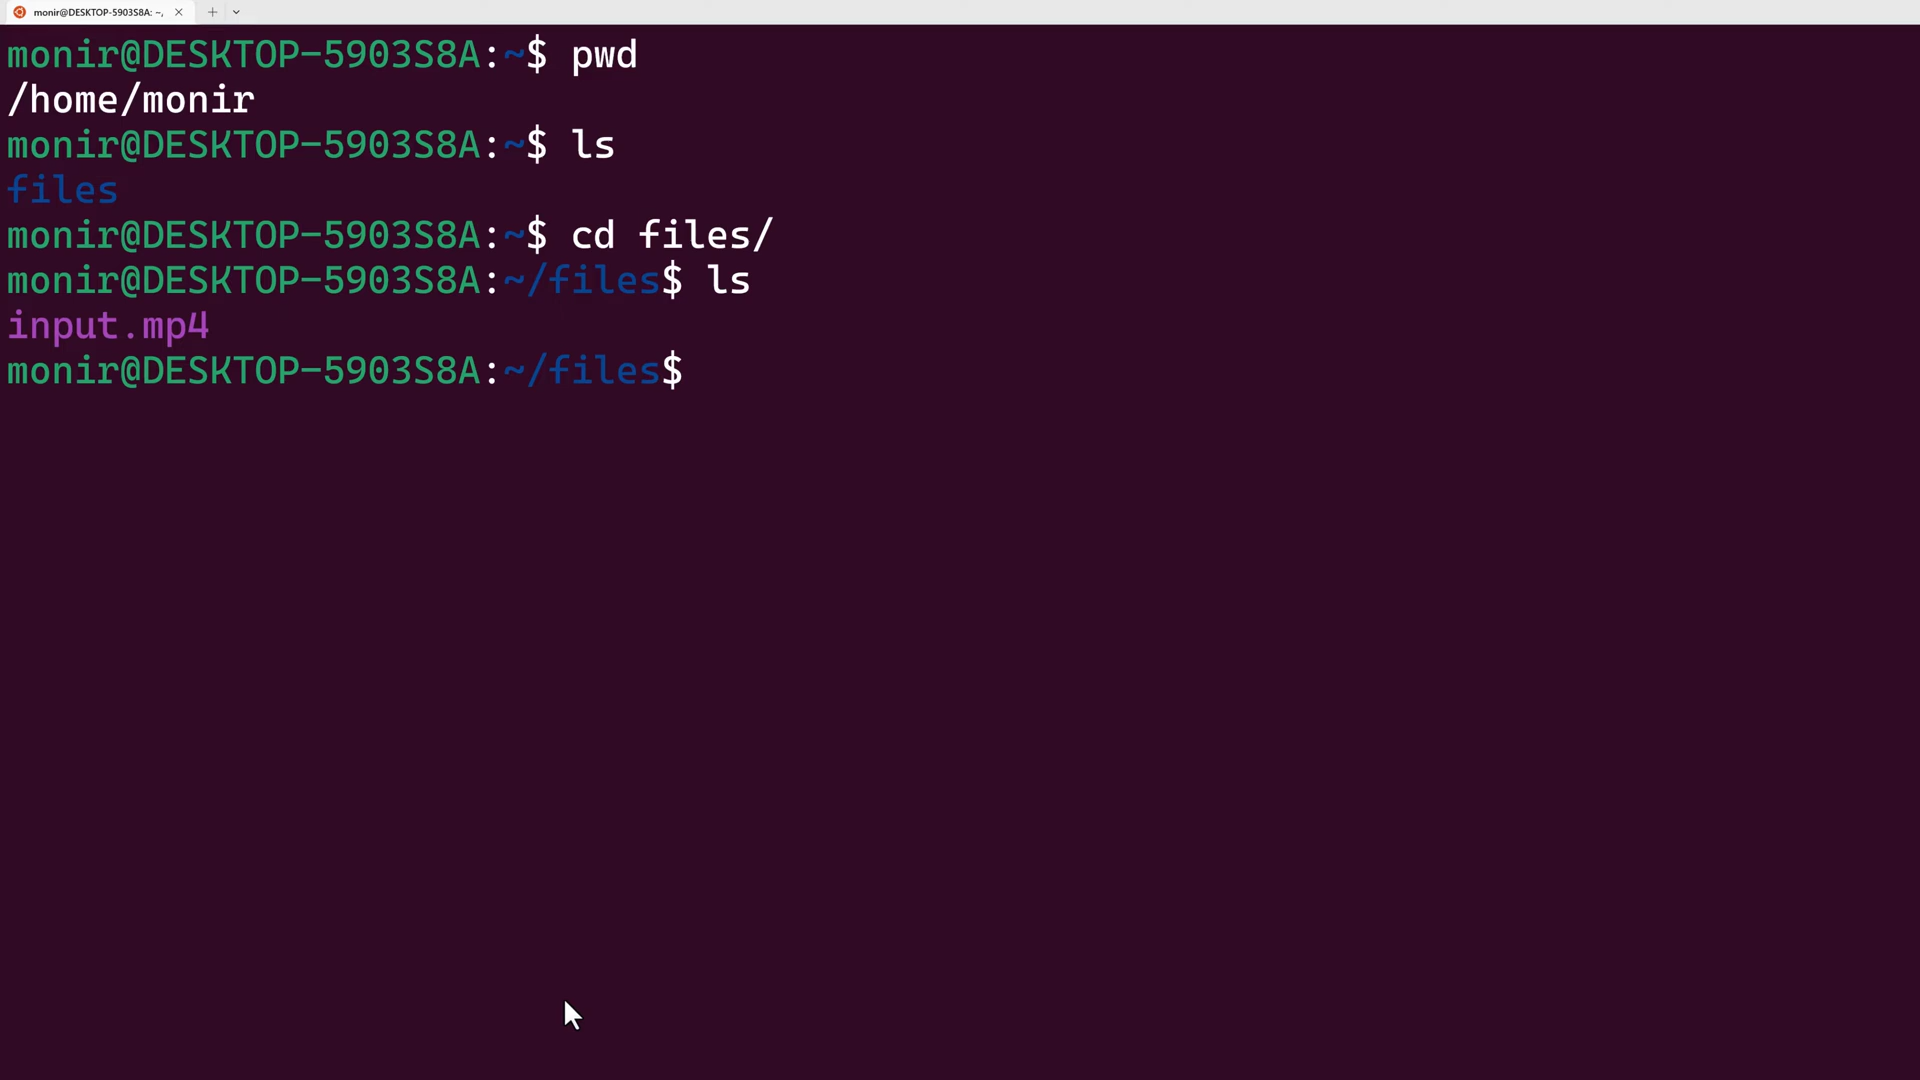 monir@DESKTOP-5903S8A: ~,
monir@DESKTOP-5903S8A:~$ pwd
/home/monir
monir@DESKTOP-5903S8A:~$ ls
files
monir@DESKTOP-5903S8A:~$ cd files/
monir@DESKTOP-5903S8A:~/files$ ls
input.mp4
monir@DESKTOP-5903S8A:~/files$